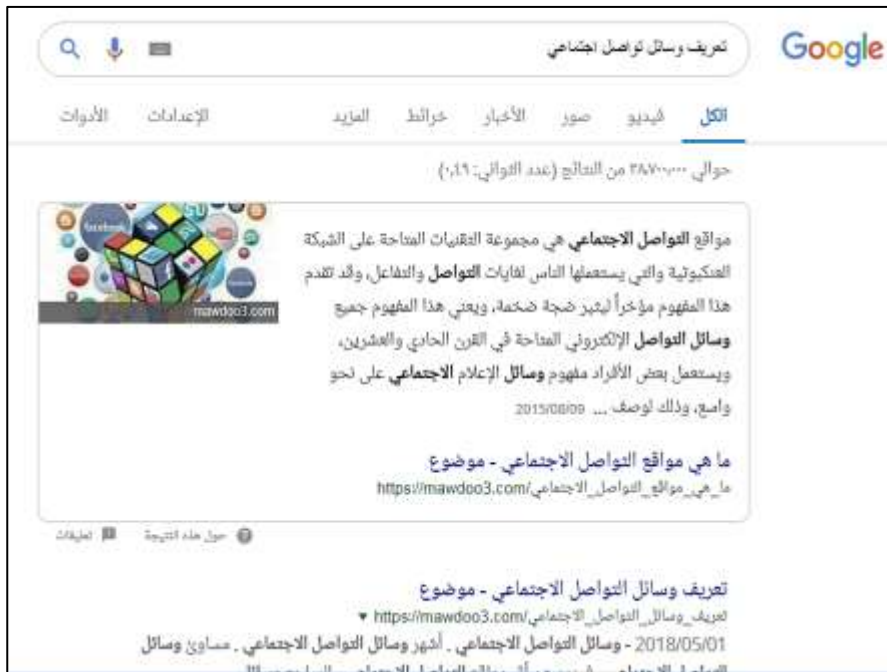 Google
تعريف وسائل تواصل اجتماعي
الكل فيديو صور الأخبار خرائط المزيد الإعدادات الأدوات
حوالي ٣٨٬٧٠٠٬٠٠٠ من النتائج (عدد الثواني: ٠٫٤٩)
مواقع التواصل الاجتماعي هي مجموعة التقنيات المتاحة على الشبكة
العنكبوتية والتي يستعملها الناس لغايات التواصل والتفاعل، وقد تقدم
هذا المفهوم مؤخراً ليثير ضجة ضخمة، ويعني هذا المفهوم جميع
وسائل التواصل الإلكتروني المتاحة في القرن الحادي والعشرين،
ويستعمل بعض الأفراد مفهوم وسائل الإعلام الاجتماعي على نحو
واسع، وذلك لوصف ... 2015/08/09
facebook
mawdoo3.com
ما هي مواقع التواصل الاجتماعي - موضوع
https://mawdoo3.com/ما_هي_مواقع_التواصل_الاجتماعي
حول هذه النتيجة تعليقات
تعريف وسائل التواصل الاجتماعي - موضوع
https://mawdoo3.com/تعريف_وسائل_التواصل_الاجتماعي
2018/05/01 - وسائل التواصل الاجتماعي . أشهر وسائل التواصل الاجتماعي . مساوئ وسائل